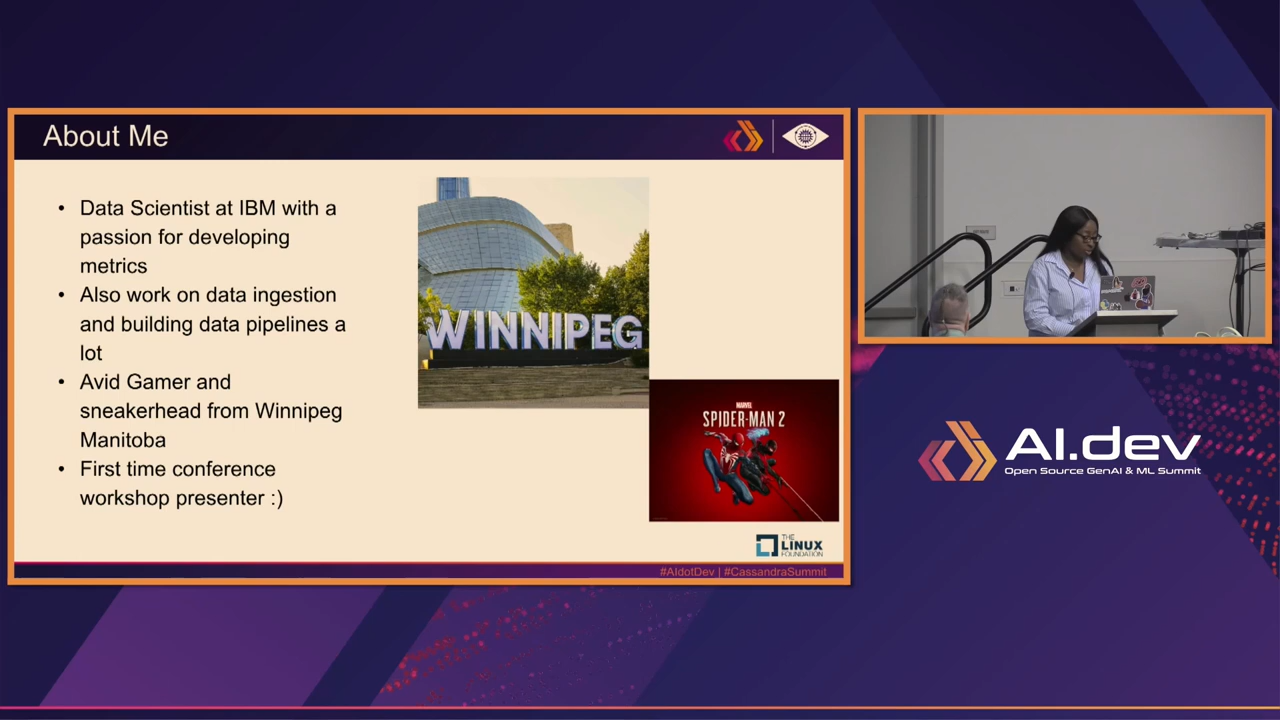 About Me
• Data Scientist at IBM with a
passion for developing
metrics
• Also work on data ingestion
and building data pipelines a
lot
• Avid Gamer and
sneakerhead from Winnipeg
Manitoba
• First time conference
workshop presenter :)
WINNIPEG
MARVEL
SPIDER-MAN 2
THE
LINUX
FOUNDATION
#AIdotDev | #CassandraSummit
AI.dev
Open Source GenAI & ML Summit